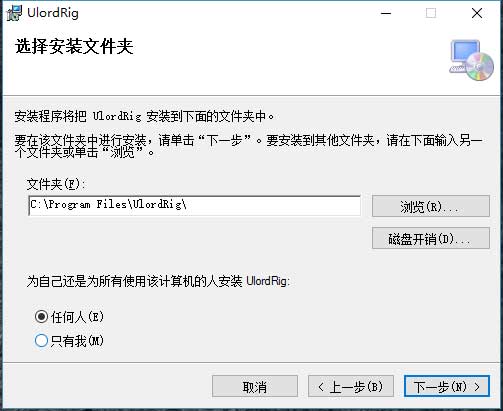 UlordRig
选择安装文件夹
安装程序将把 UlordRig 安装到下面的文件夹中。
要在该文件夹中进行安装，请单击“下一步”。要安装到其他文件夹，请在下面输入另一
个文件夹或单击“浏览”。
文件夹(F):
C:\Program Files\UlordRig\
浏览(R)...
磁盘开销(D)...
为自己还是为所有使用该计算机的人安装 UlordRig:
任何人(E)
只有我(M)
取消
< 上一步(B)
下一步(N) >